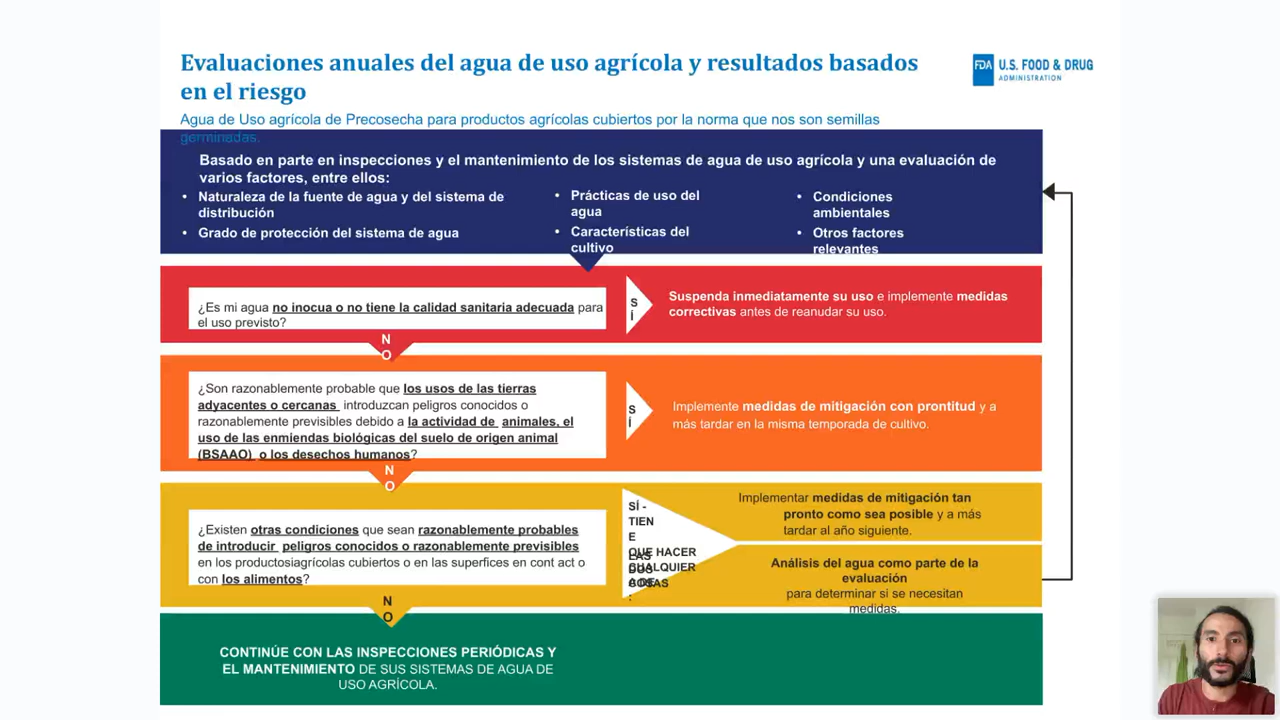 Evaluaciones anuales del agua de uso agrícola y resultados basados
en el riesgo
FDA U.S. FOOD & DRUG
ADMINISTRATION
Agua de Uso agrícola de Precosecha para productos agrícolas cubiertos por la norma que nos son semillas
germinadas.
Basado en parte en inspecciones y el mantenimiento de los sistemas de agua de uso agrícola y una evaluación de
varios factores, entre ellos:
• Naturaleza de la fuente de agua y del sistema de
distribución
• Grado de protección del sistema de agua
• Prácticas de uso del
agua
• Características del
cultivo
• Condiciones
ambientales
• Otros factores
relevantes
¿Es mi agua no inocua o no tiene la calidad sanitaria adecuada para
el uso previsto?
S
Í
Suspenda inmediatamente su uso e implemente medidas
correctivas antes de reanudar su uso.
N
O
¿Son razonablemente probable que los usos de las tierras
adyacentes o cercanas introduzcan peligros conocidos o
razonablemente previsibles debido a la actividad de animales, el
uso de las enmiendas biológicas del suelo de origen animal
(BSAAO) o los desechos humanos?
S
Í
Implemente medidas de mitigación con prontitud y a
más tardar en la misma temporada de cultivo.
N
O
¿Existen otras condiciones que sean razonablemente probables
de introducir peligros conocidos o razonablemente previsibles
en los productosiagrícolas cubiertos o en las superfices en cont act o
con los alimentos?
SÍ -
TIEN
E
QUE HACER
LAS
DOS
COSAS
CUALQUIER
A DE
:
Implementar medidas de mitigación tan
pronto como sea posible y a más
tardar al año siguiente.
Análisis del agua como parte de la
evaluación
para determinar si se necesitan
medidas.
N
O
CONTINÚE CON LAS INSPECCIONES PERIÓDICAS Y
EL MANTENIMIENTO DE SUS SISTEMAS DE AGUA DE
USO AGRÍCOLA.